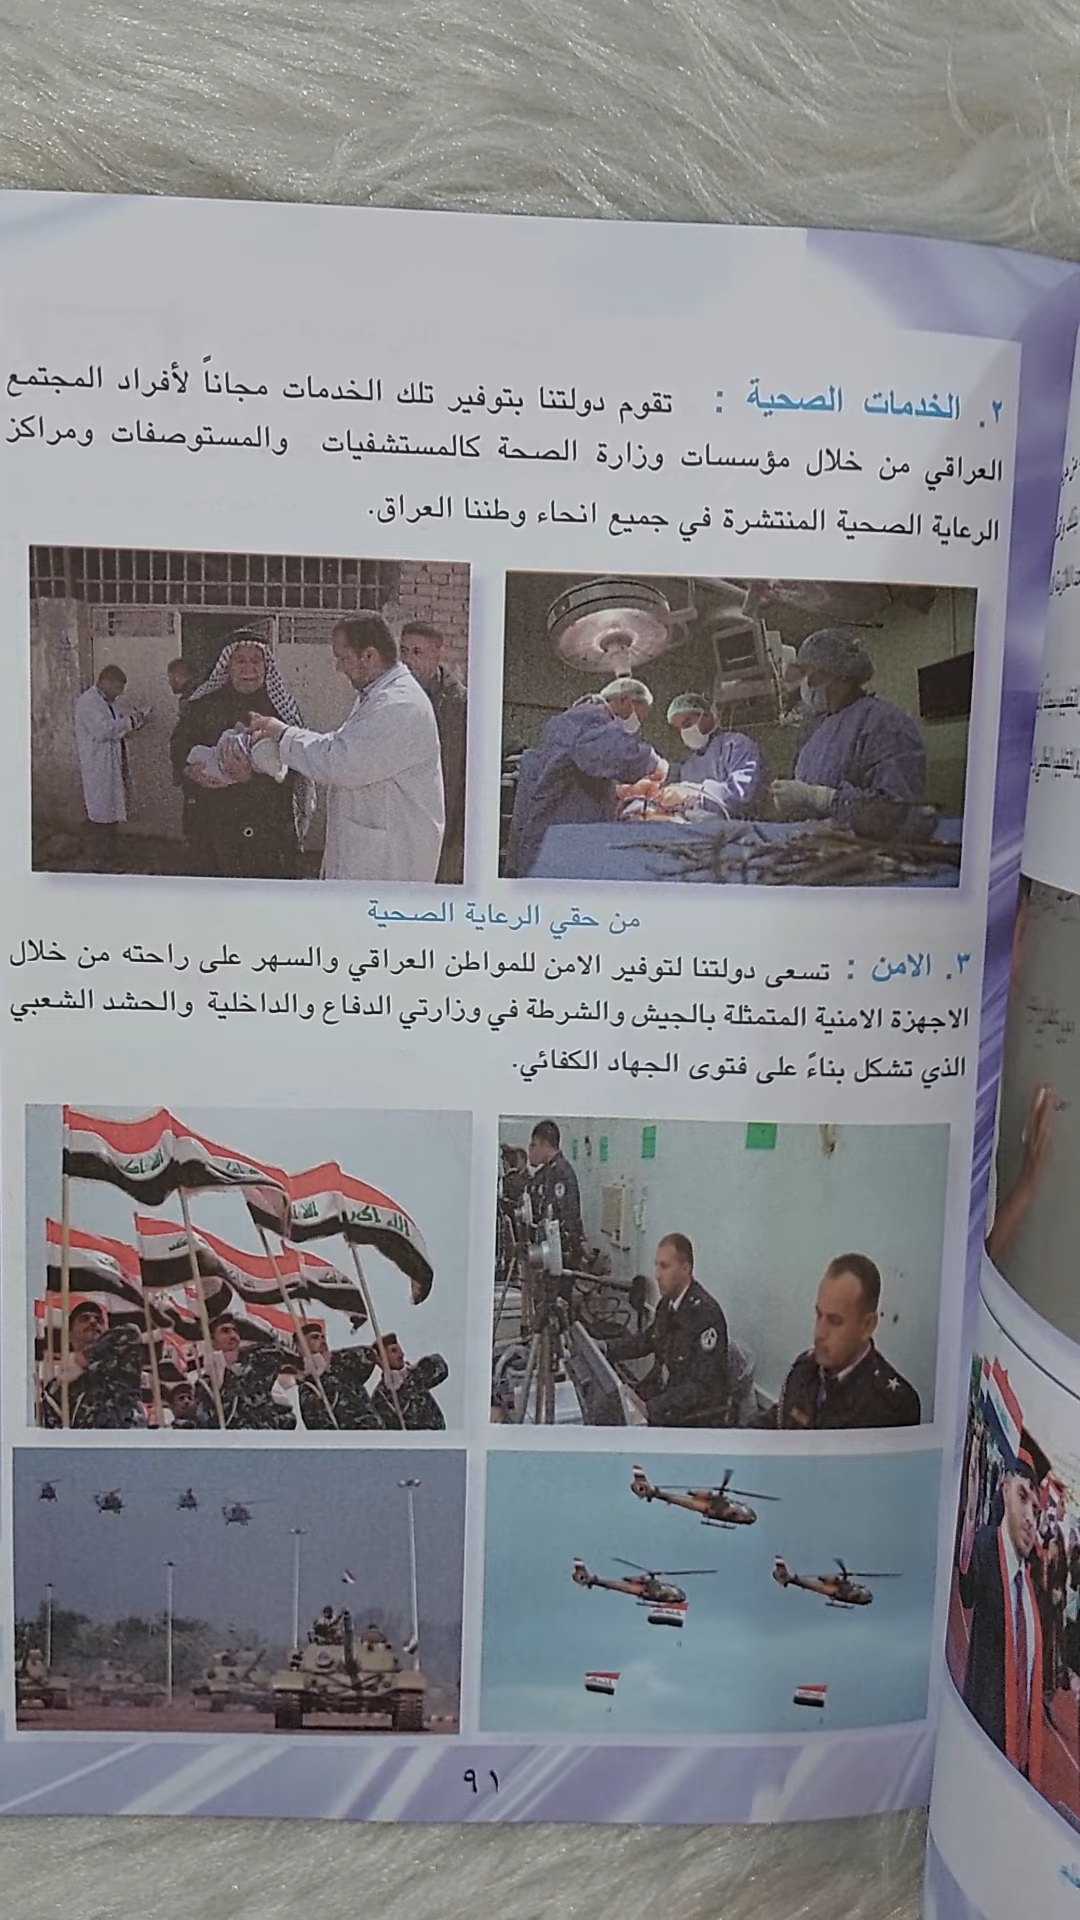 ٢. الخدمات الصحية : تقوم دولتنا بتوفير تلك الخدمات مجاناً لأفراد المجتمع
العراقي من خلال مؤسسات وزارة الصحة كالمستشفيات والمستوصفات ومراكز
الرعاية الصحية المنتشرة في جميع انحاء وطننا العراق.
من حقي الرعاية الصحية
٣. الامن : تسعى دولتنا لتوفير الامن للمواطن العراقي والسهر على راحته من خلال
الاجهزة الامنية المتمثلة بالجيش والشرطة في وزارتي الدفاع والداخلية والحشد الشعبي
الذي تشكل بناءً على فتوى الجهاد الكفائي.
الله اكبر
٩١